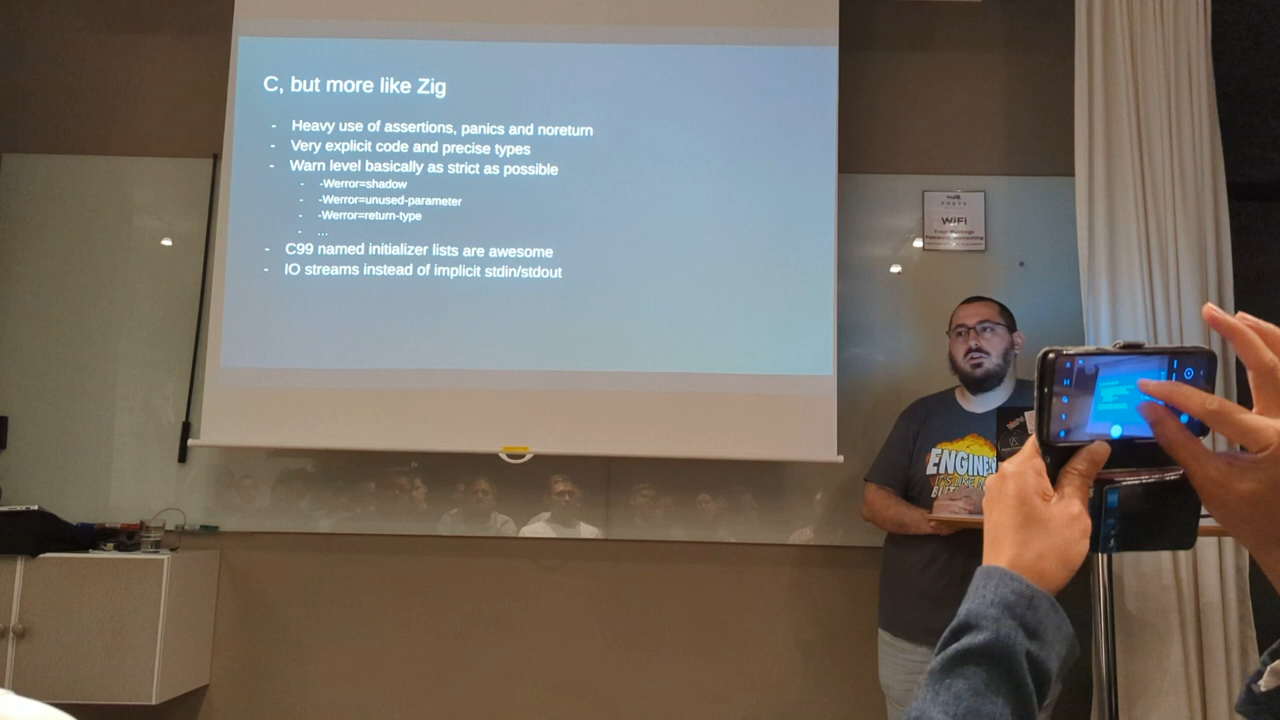 C, but more like Zig
- Heavy use of assertions, panics and noreturn
- Very explicit code and precise types
- Warn level basically as strict as possible
- -Werror=shadow
- -Werror=unused-parameter
- -Werror=return-type
- ...
- C99 named initializer lists are awesome
- IO streams instead of implicit stdin/stdout
WiFi